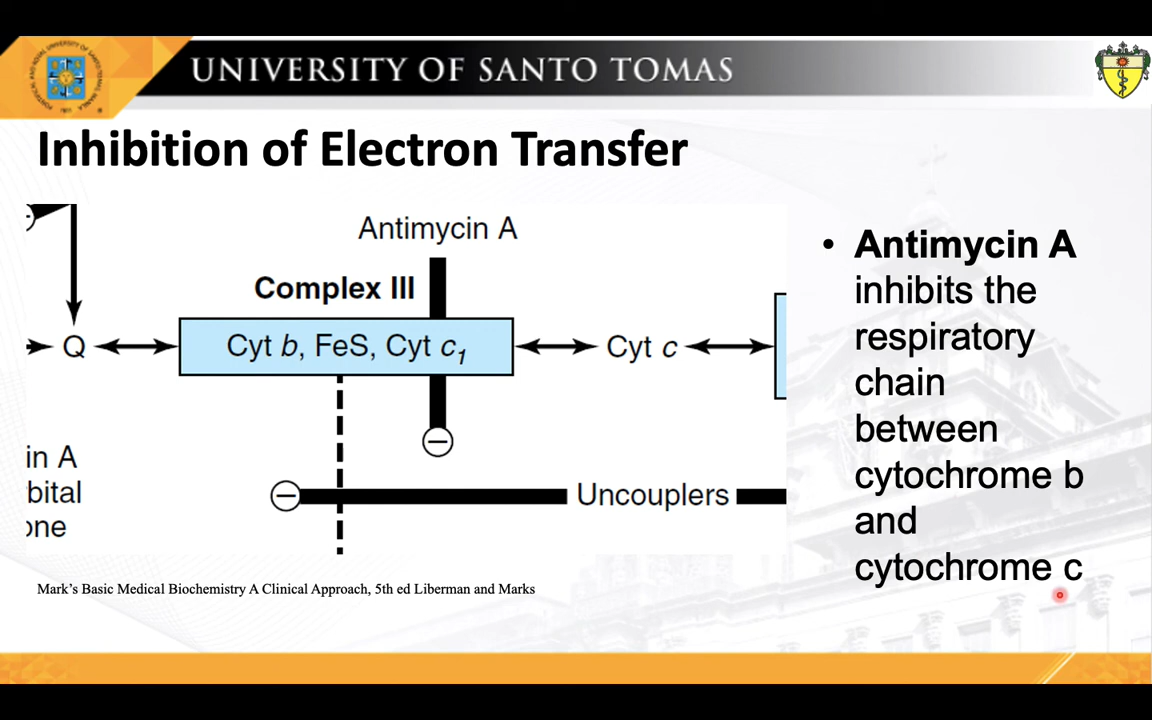 UNIVERSITY OF SANTO TOMAS
Inhibition of Electron Transfer
Antimycin A
Complex III
Q
Cyt b, FeS, Cyt c1
Cyt c
in A
bital
one
Uncouplers
• Antimycin A
inhibits the
respiratory
chain
between
cytochrome b
and
cytochrome c
Mark's Basic Medical Biochemistry A Clinical Approach, 5th ed Liberman and Marks